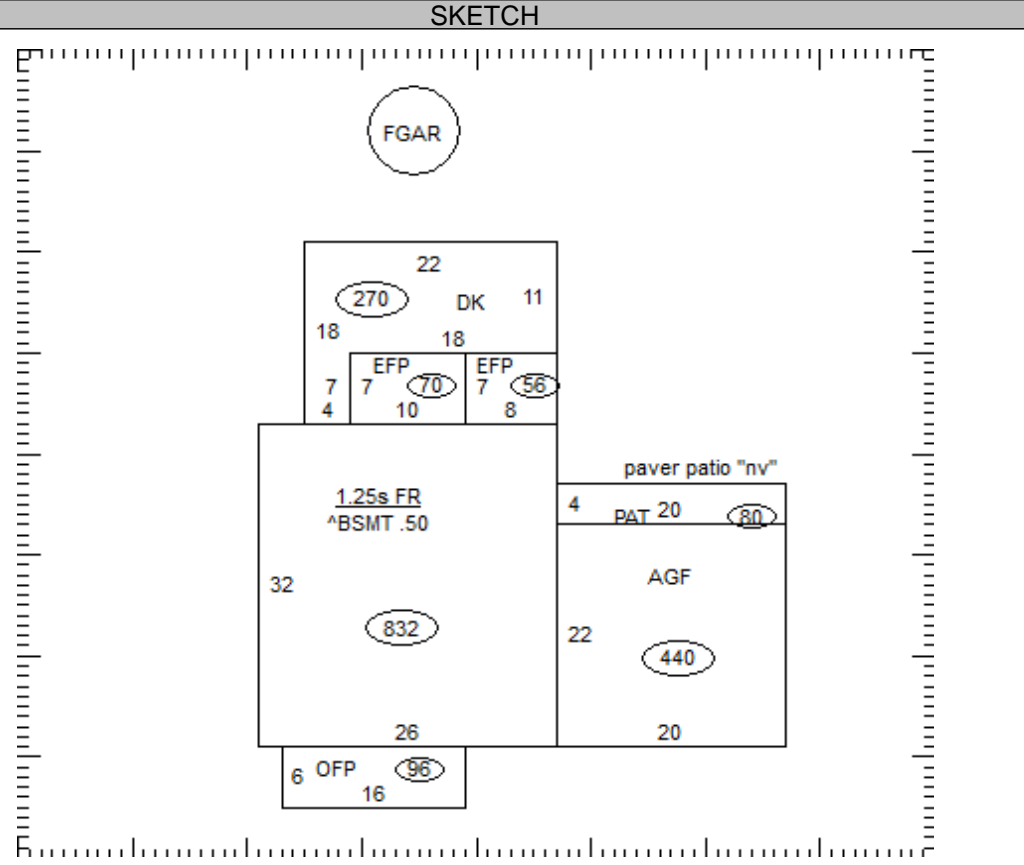 SKETCH
FGAR
22
270 DK 11
18
18
EFP EFP
7 7 70 7 56
4 10 8
paver patio "nv"
4 PAT 20 80
1.25s FR
^BSMT .50
AGF
32
832
22
440
26
20
6 OFP 96
16